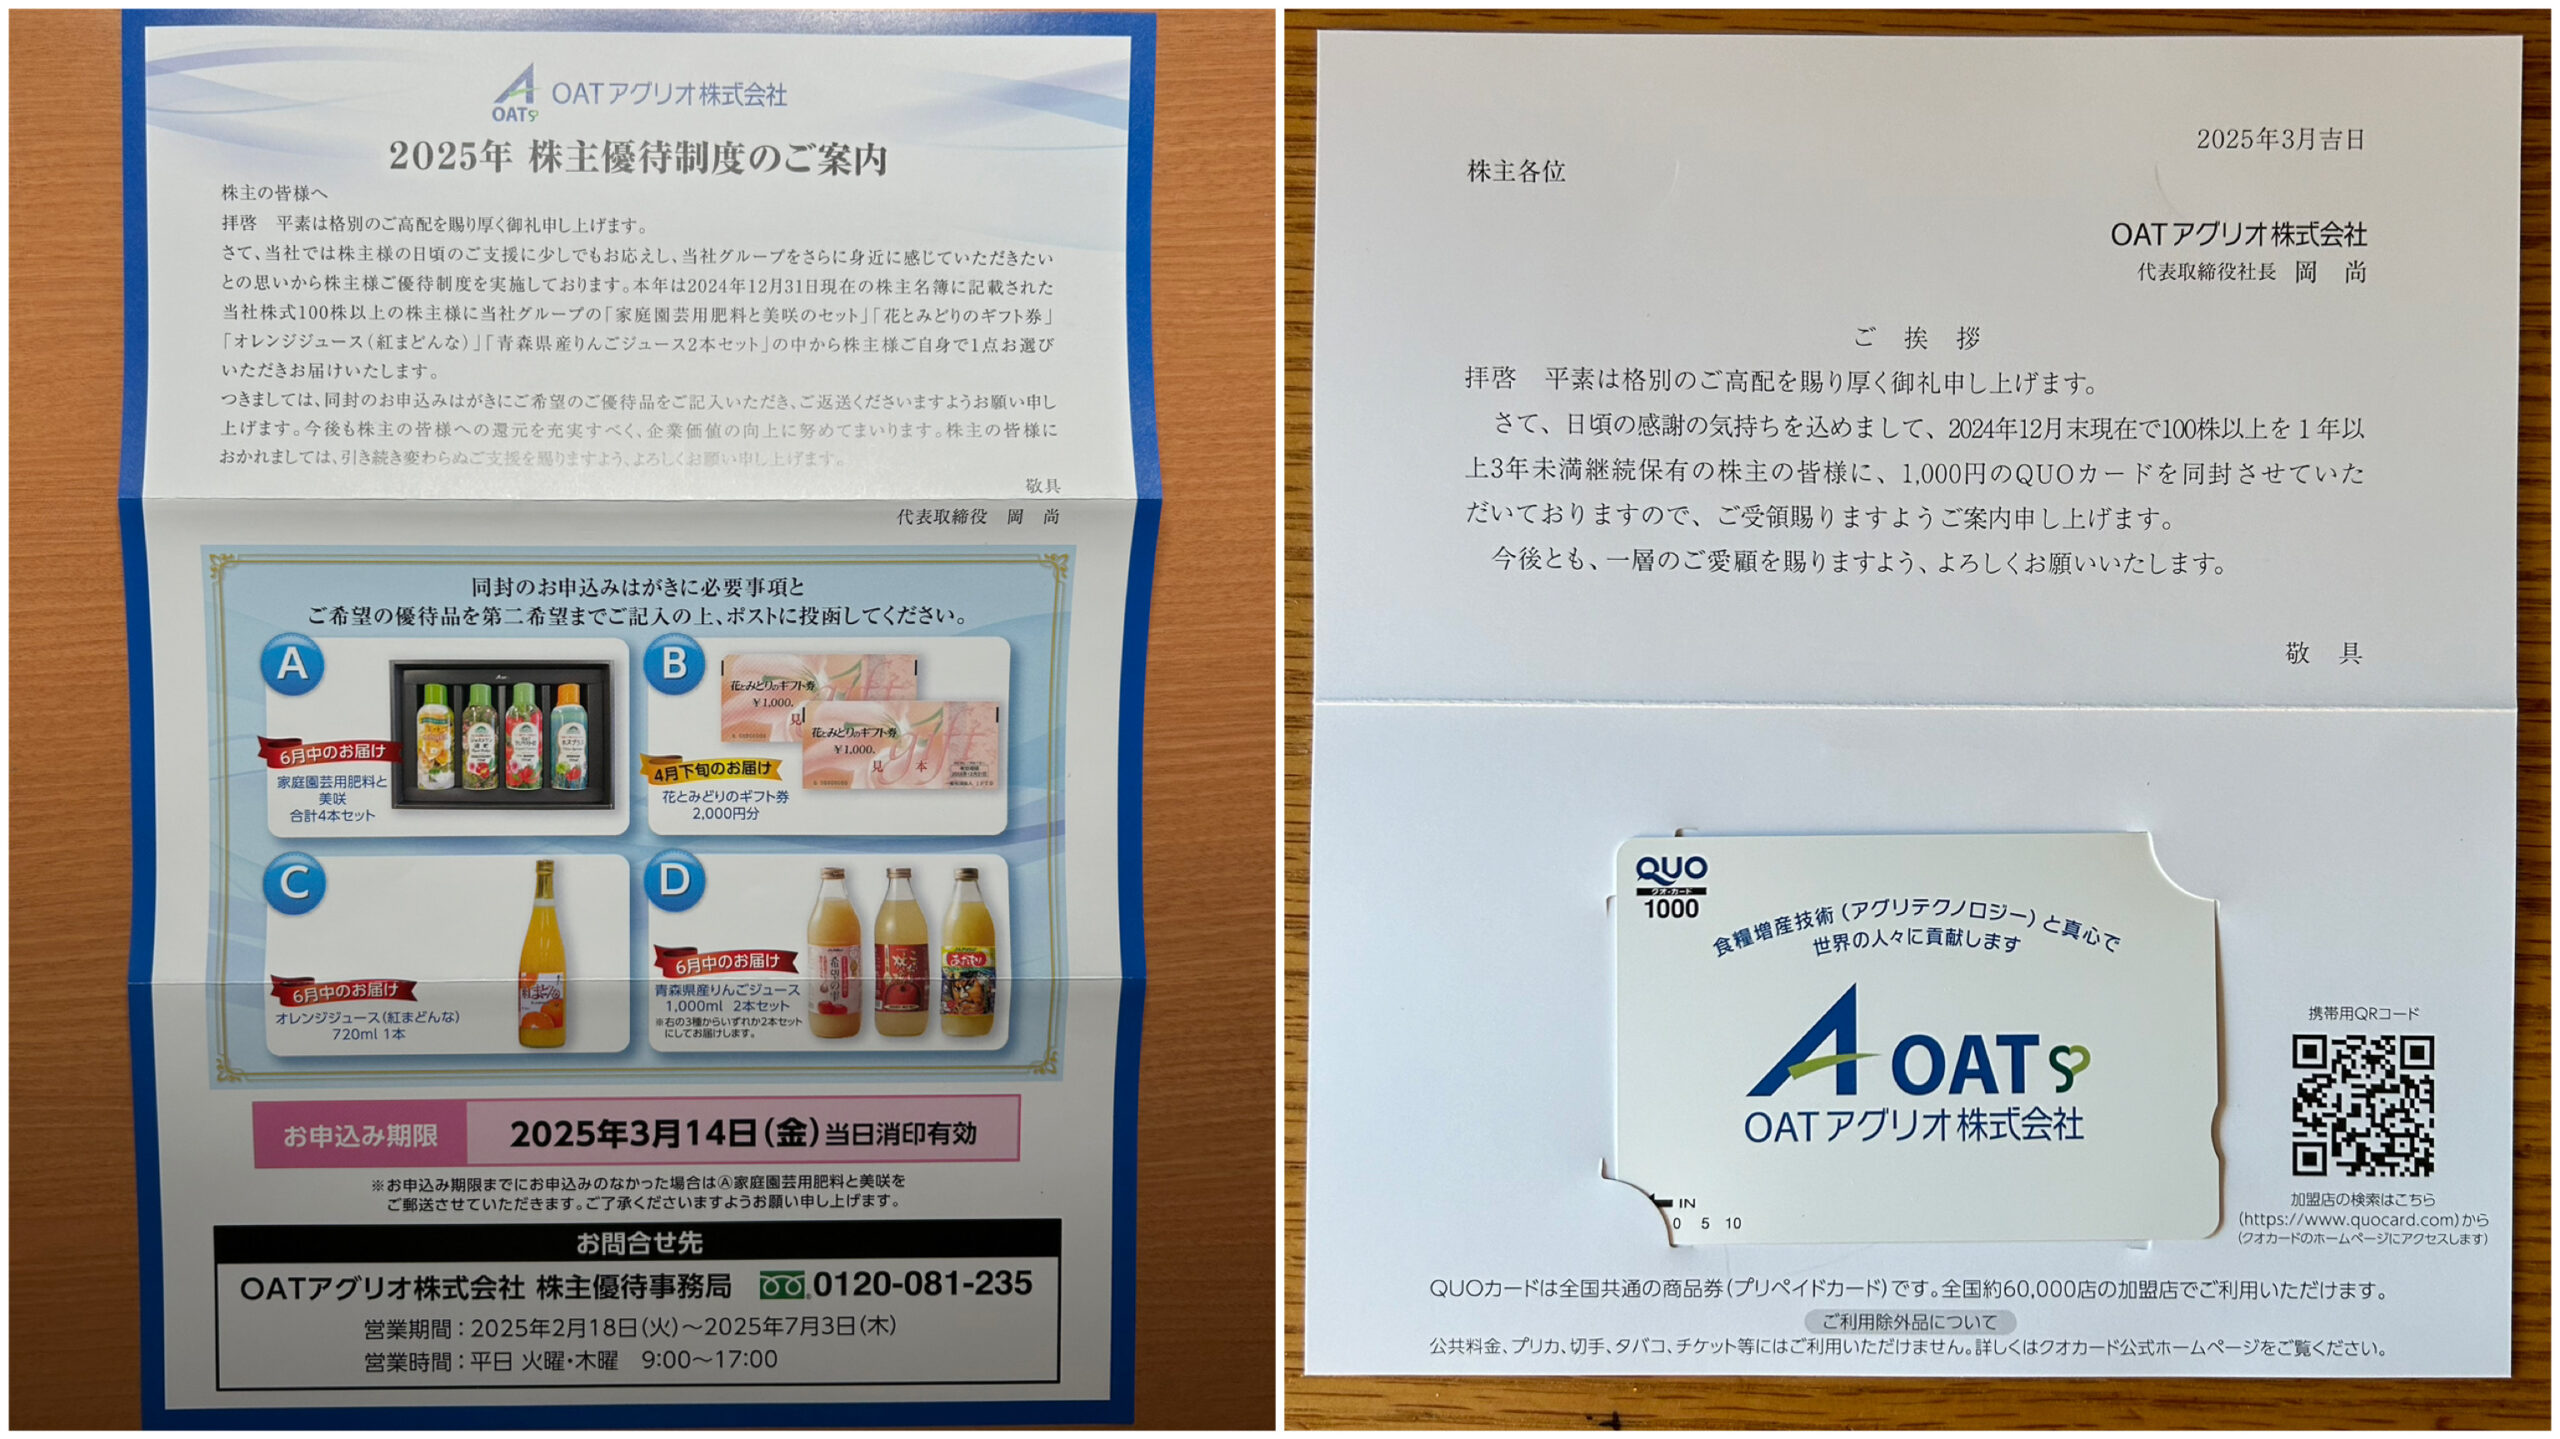 OATアグリオ株式会社
OAT
2025年 株主優待制度のご案内
株主の皆様へ
拝啓　平素は格別のご高配を賜り厚く御礼申し上げます。
さて、当社では株主様の日頃のご支援に少しでもお応えし、当社グループをさらに身近に感じていただきたい
との思いから株主様ご優待制度を実施しております。本年は2024年12月31日現在の株主名簿に記載された
当社株式100株以上の株主様に当社グループの「家庭園芸用肥料と美咲のセット」「花とみどりのギフト券」
「オレンジジュース（紅まどんな）」「青森県産りんごジュース2本セット」の中から株主様ご自身で1点お選び
いただきお届けいたします。
つきましては、同封のお申込みはがきにご希望のご優待品をご記入いただき、ご返送くださいますようお願い申し
上げます。今後も株主の皆様への還元を充実すべく、企業価値の向上に努めてまいります。株主の皆様に
おかれましては、引き続き変わらぬご支援を賜りますよう、よろしくお願い申し上げます。
敬具
代表取締役　岡　尚
同封のお申込みはがきに必要事項と
ご希望の優待品を第二希望までご記入の上、ポストに投函してください。
A
6月中のお届け
家庭園芸用肥料と
美咲
合計4本セット
B
花とみどりのギフト券
￥1,000.
見
花とみどりのギフト券
￥1,000.
見　本
4月下旬のお届け
花とみどりのギフト券
2,000円分
C
紅まどんな
6月中のお届け
オレンジジュース（紅まどんな）
720ml 1本
D
希望の雫
6月中のお届け
青森県産りんごジュース
1,000ml 2本セット
※右の3種からいずれか2本セット
にしてお届けします。
お申込み期限
2025年3月14日（金）当日消印有効
※お申込み期限までにお申込みのなかった場合はⒶ家庭園芸用肥料と美咲を
ご郵送させていただきます。ご了承くださいますようお願い申し上げます。
お問合せ先
OATアグリオ株式会社 株主優待事務局 0120-081-235
営業期間：2025年2月18日（火）～2025年7月3日（木）
営業時間：平日 火曜・木曜　9:00～17:00
2025年3月吉日
株主各位
OATアグリオ株式会社
代表取締役社長　岡　尚
ご　挨　拶
拝啓　平素は格別のご高配を賜り厚く御礼申し上げます。
さて、日頃の感謝の気持ちを込めまして、2024年12月末現在で100株以上を１年以
上3年未満継続保有の株主の皆様に、1,000円のQUOカードを同封させていた
だいておりますので、ご受領賜りますようご案内申し上げます。
今後とも、一層のご愛顧を賜りますよう、よろしくお願いいたします。
敬　具
QUO
クオ・カード
1000
食糧増産技術（アグリテクノロジー）と真心で
世界の人々に貢献します
OAT
OATアグリオ株式会社
IN
0 5 10
携帯用QRコード
加盟店の検索はこちら
（https://www.quocard.com）から
（クオカードのホームページにアクセスします）
QUOカードは全国共通の商品券（プリペイドカード）です。全国約60,000店の加盟店でご利用いただけます。
ご利用除外品について
公共料金、プリカ、切手、タバコ、チケット等にはご利用いただけません。詳しくはクオカード公式ホームページをご覧ください。